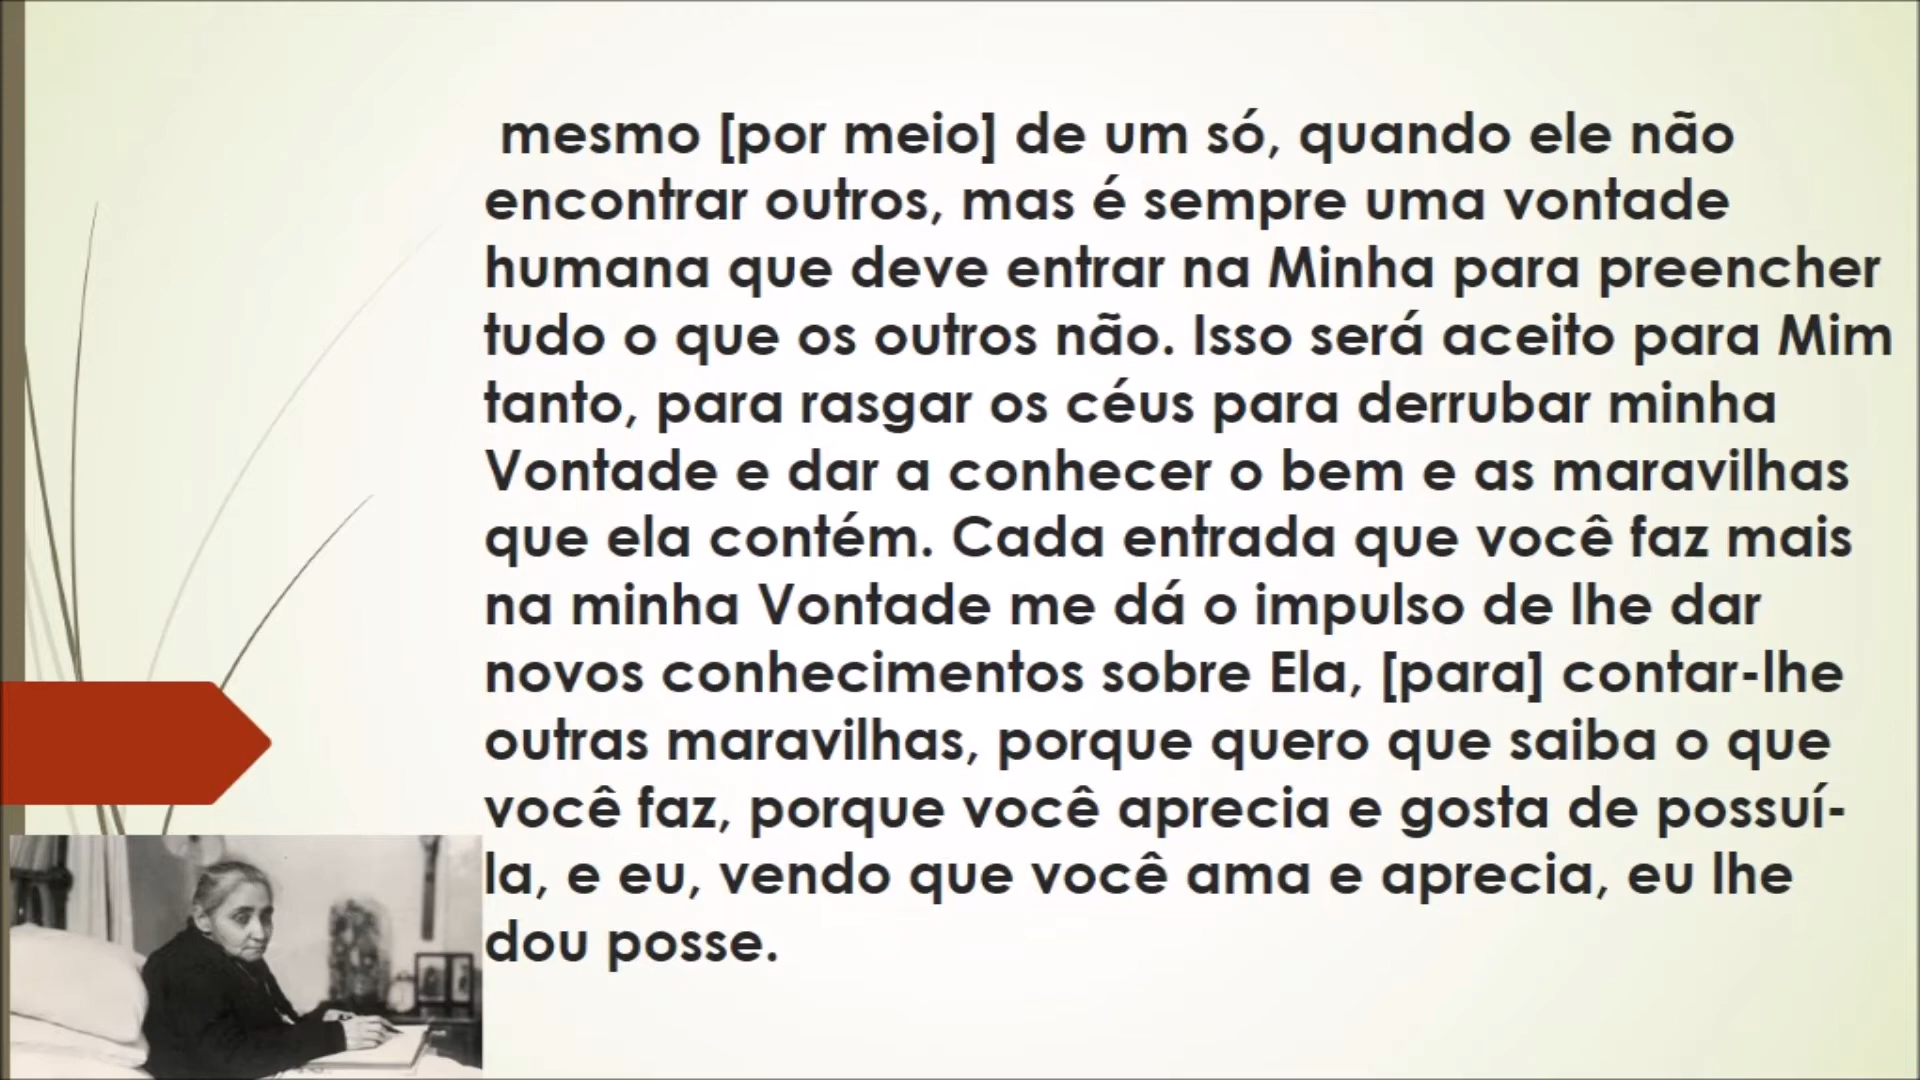 mesmo [por meio] de um só, quando ele não
encontrar outros, mas é sempre uma vontade
humana que deve entrar na Minha para preencher
tudo o que os outros não. Isso será aceito para Mim
tanto, para rasgar os céus para derrubar minha
Vontade e dar a conhecer o bem e as maravilhas
que ela contém. Cada entrada que você faz mais
na minha Vontade me dá o impulso de lhe dar
novos conhecimentos sobre Ela, [para] contar-lhe
outras maravilhas, porque quero que saiba o que
você faz, porque você aprecia e gosta de possuí-
la, e eu, vendo que você ama e aprecia, eu lhe
dou posse.